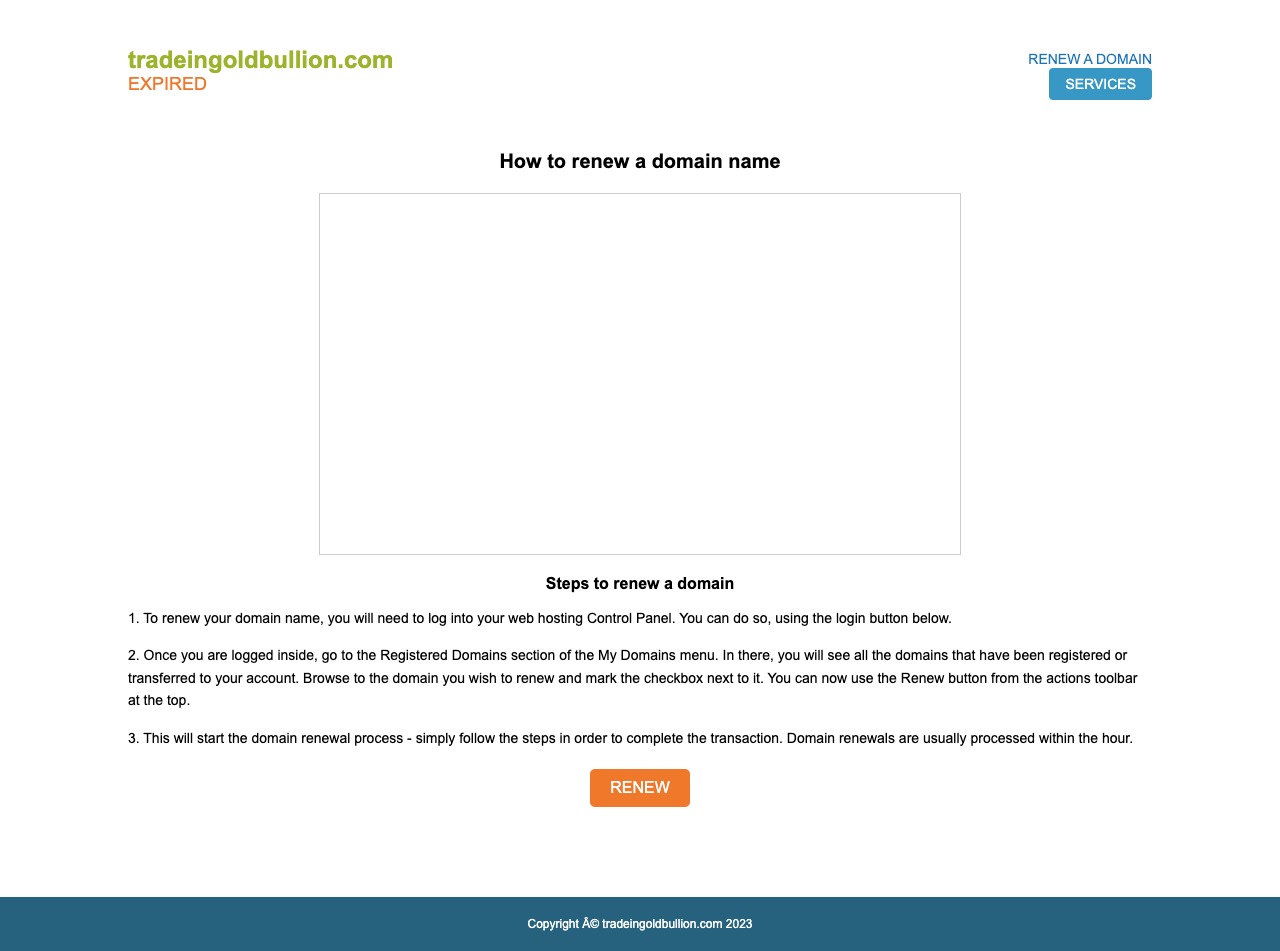 tradeingoldbullion.com
EXPIRED
RENEW A DOMAIN
SERVICES
How to renew a domain name
Steps to renew a domain
1. To renew your domain name, you will need to log into your web hosting Control Panel. You can do so, using the login button below.
2. Once you are logged inside, go to the Registered Domains section of the My Domains menu. In there, you will see all the domains that have been registered or
transferred to your account. Browse to the domain you wish to renew and mark the checkbox next to it. You can now use the Renew button from the actions toolbar
at the top.
3. This will start the domain renewal process - simply follow the steps in order to complete the transaction. Domain renewals are usually processed within the hour.
RENEW
Copyright Â© tradeingoldbullion.com 2023